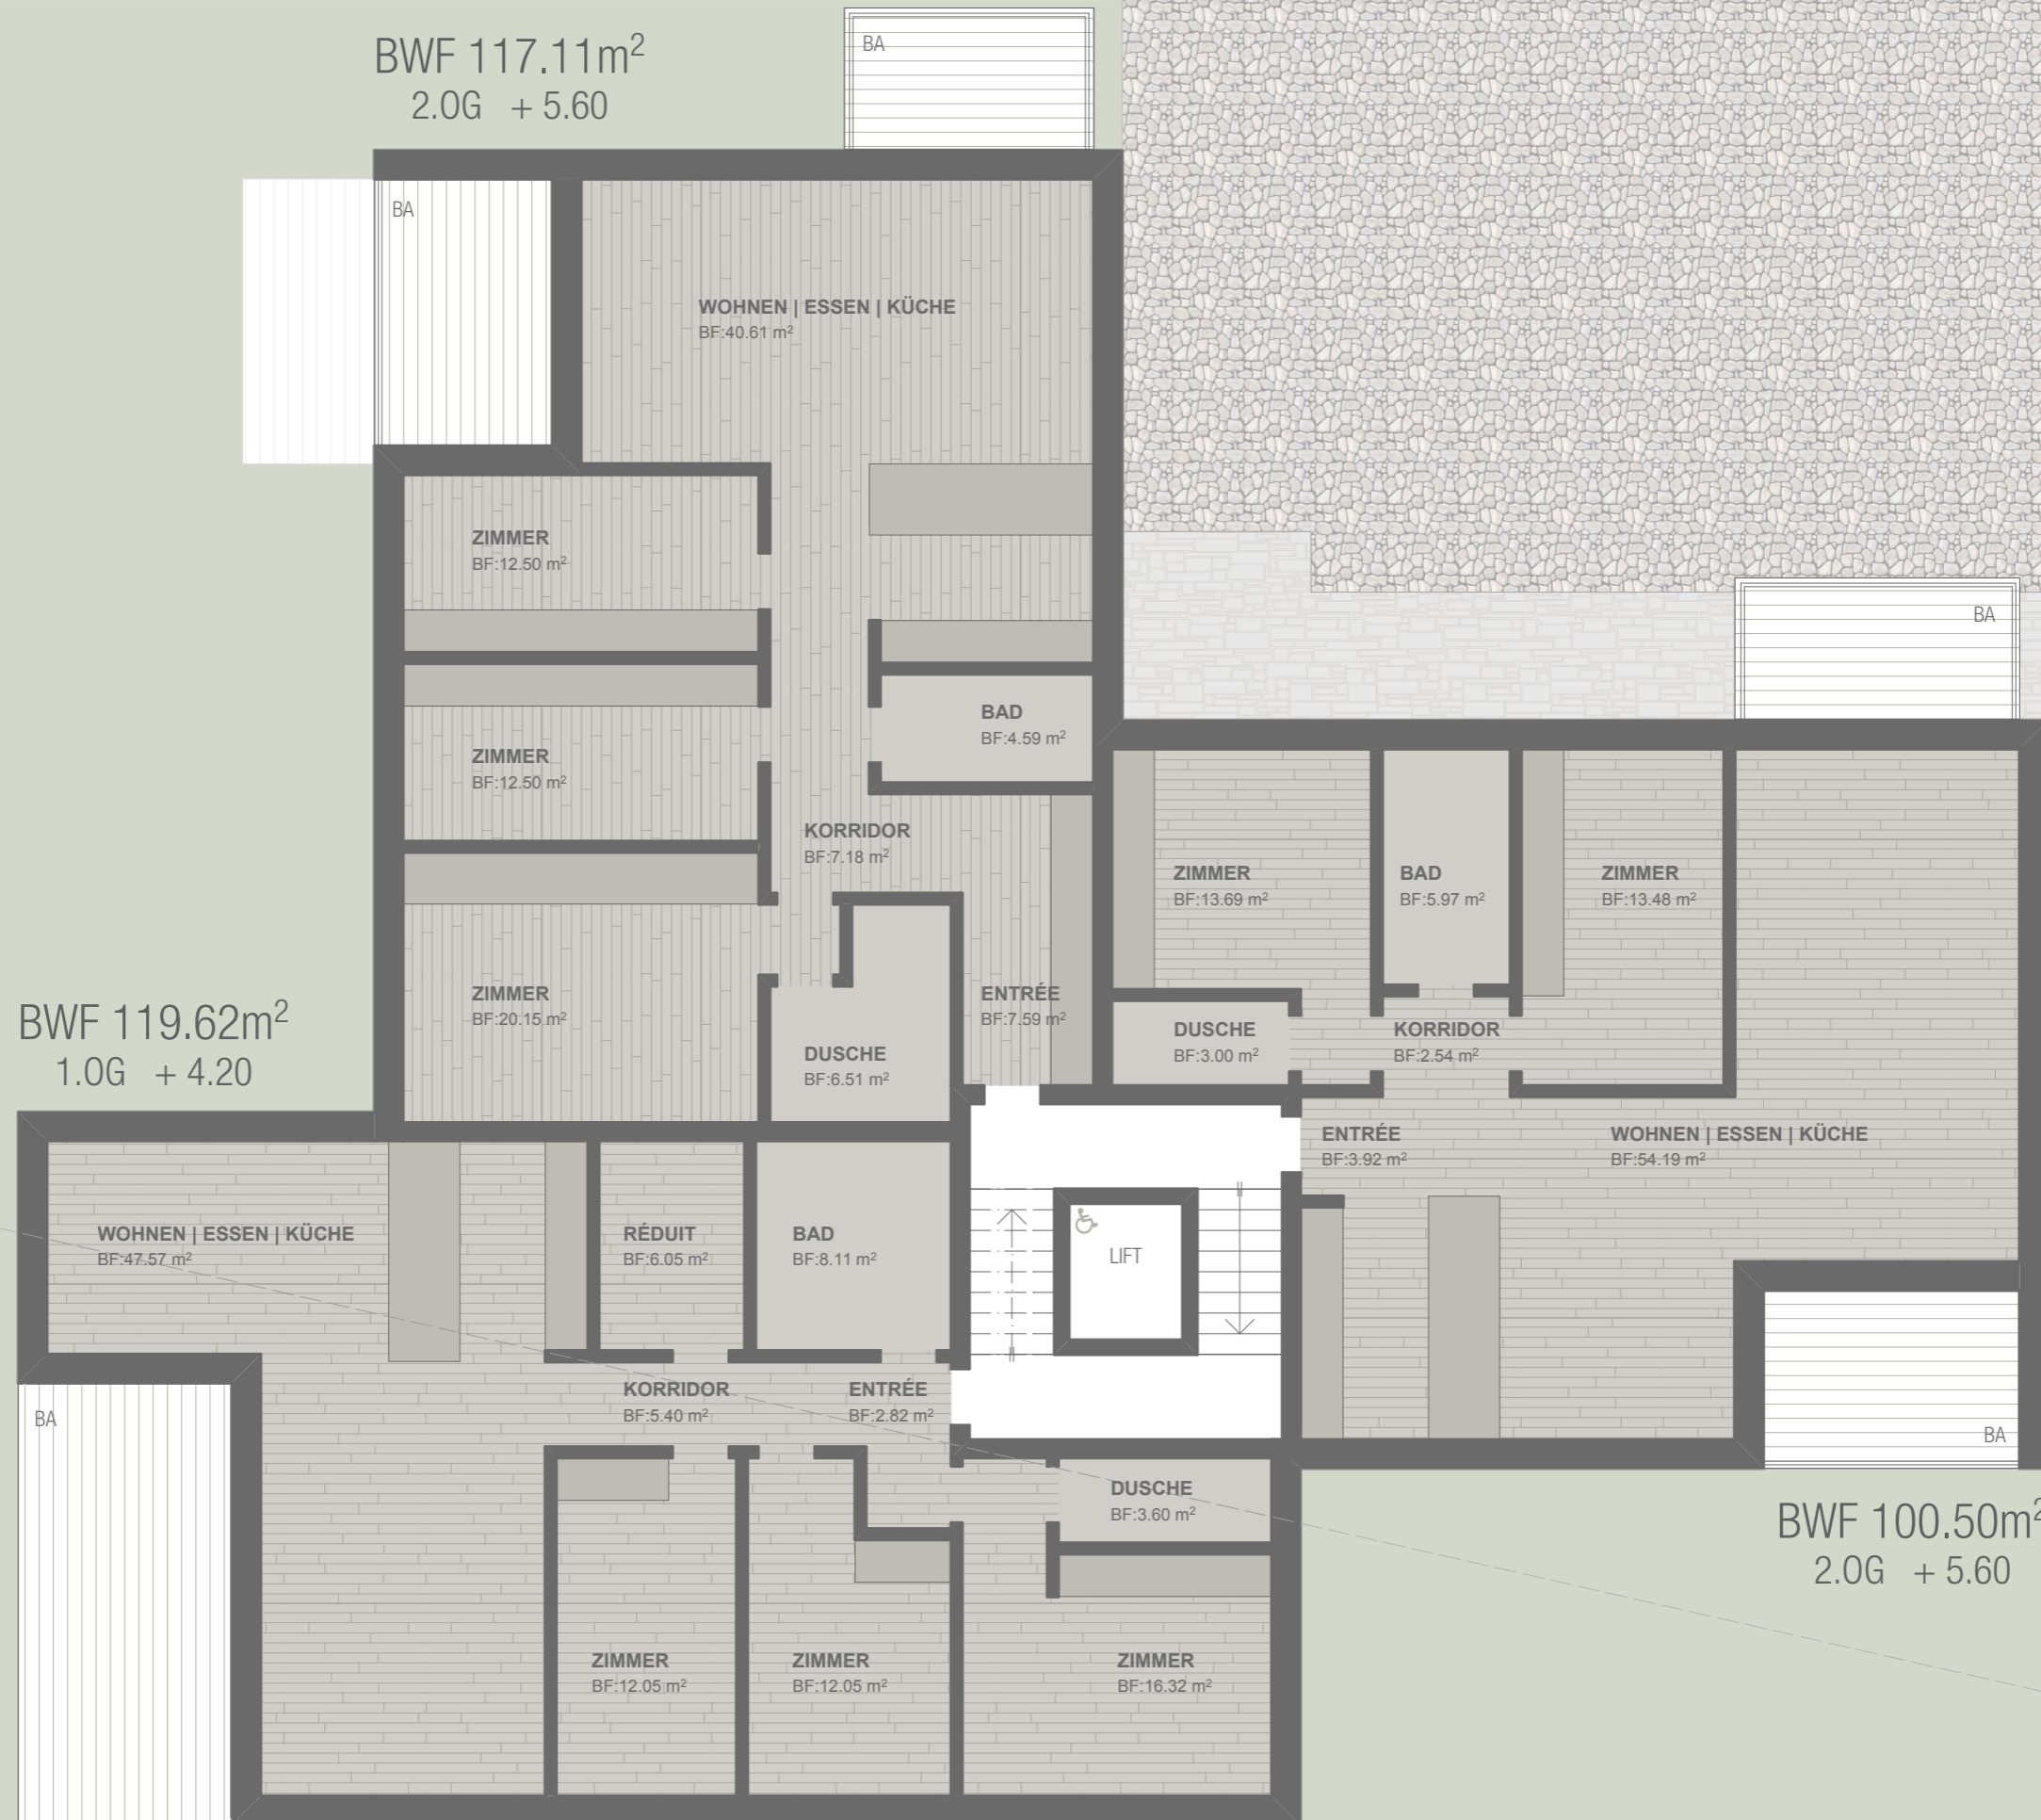 BWF 117.11m²
2.OG + 5.60
BA
BA
WOHNEN | ESSEN | KÜCHE
BF:40.61 m²
ZIMMER
BF:12.50 m²
BAD
BF:4.59 m²
ZIMMER
BF:12.50 m²
KORRIDOR
BF:7.18 m²
ZIMMER
BF:20.15 m²
ENTRÉE
BF:7.59 m²
DUSCHE
BF:6.51 m²
BA
ZIMMER
BF:13.69 m²
BAD
BF:5.97 m²
ZIMMER
BF:13.48 m²
DUSCHE
BF:3.00 m²
KORRIDOR
BF:2.54 m²
ENTRÉE
BF:3.92 m²
WOHNEN | ESSEN | KÜCHE
BF:54.19 m²
BA
BWF 100.50m²
2.OG + 5.60
LIFT
BWF 119.62m²
1.OG + 4.20
WOHNEN | ESSEN | KÜCHE
BF:47.57 m²
RÉDUIT
BF:6.05 m²
BAD
BF:8.11 m²
BA
KORRIDOR
BF:5.40 m²
ENTRÉE
BF:2.82 m²
DUSCHE
BF:3.60 m²
ZIMMER
BF:12.05 m²
ZIMMER
BF:12.05 m²
ZIMMER
BF:16.32 m²